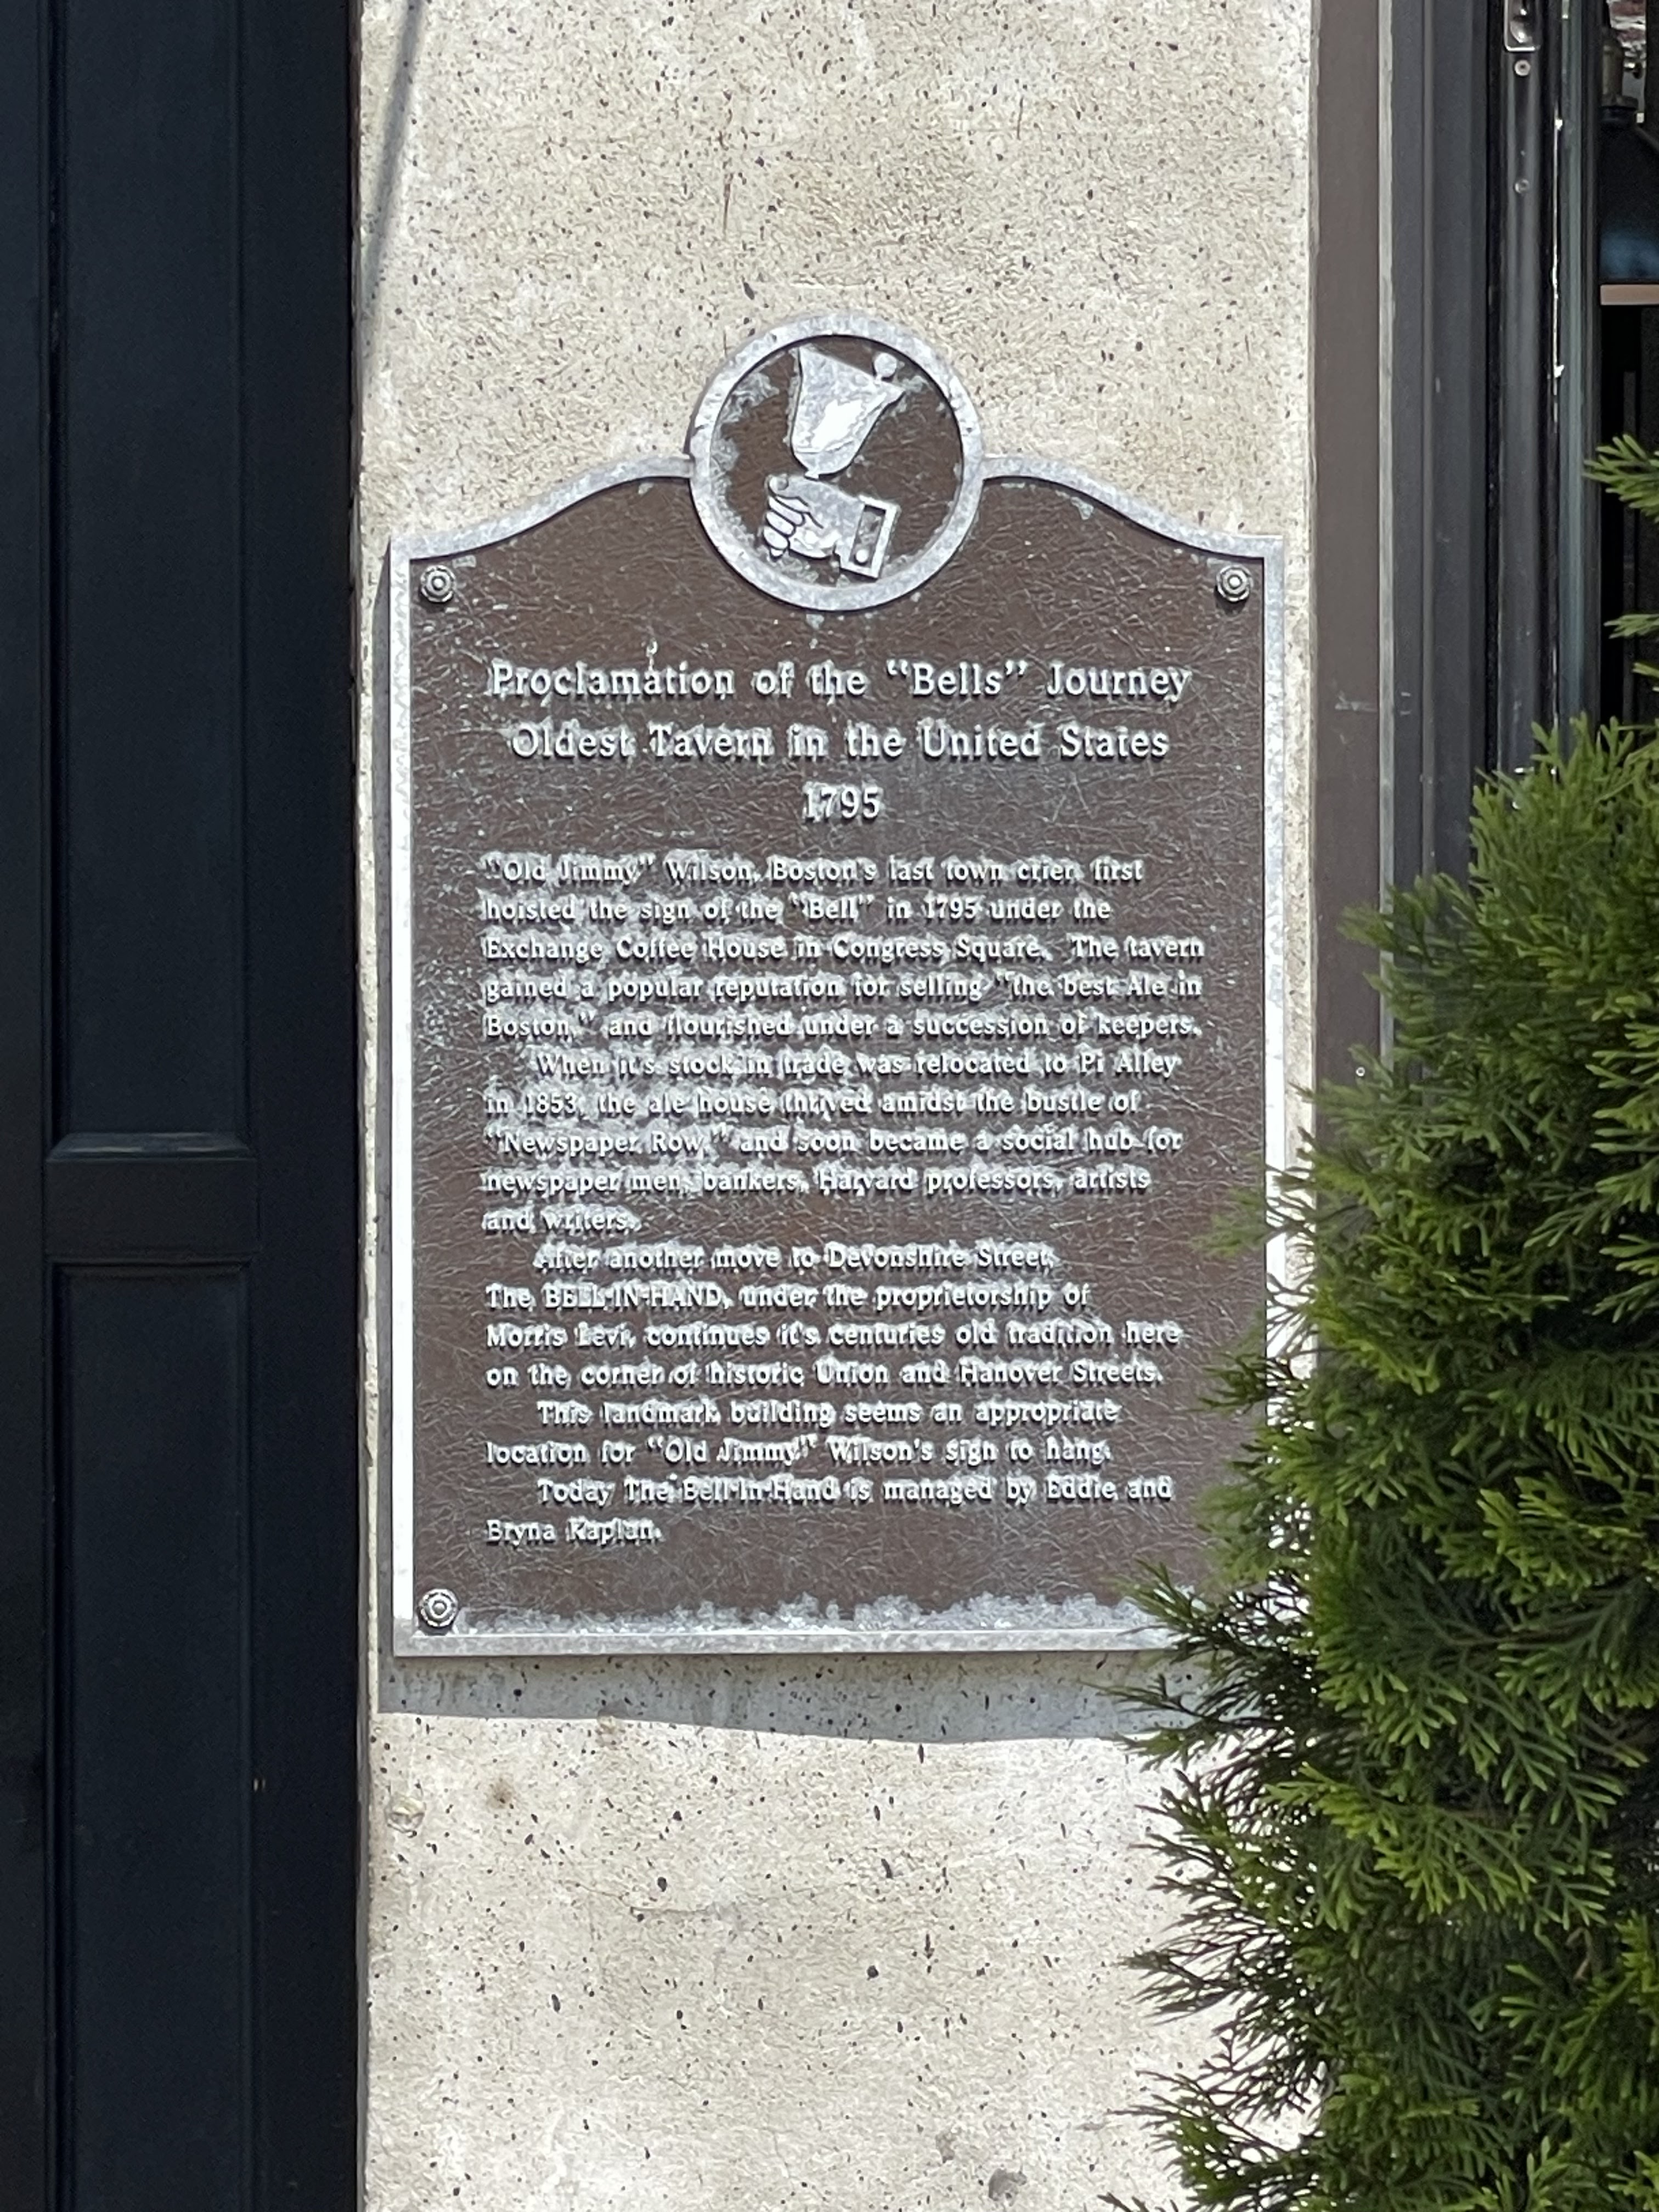 Proclamation of the “Bells” Journey
Oldest Tavern in the United States
1795
“Old Jimmy” Wilson, Boston's last town crier, first
hoisted the sign of the “Bell” in 1795 under the
Exchange Coffee House in Congress Square. The tavern
gained a popular reputation for selling “the best Ale in
Boston,” and flourished under a succession of keepers.
When it's stock in trade was relocated to Pi Alley
in 1853, the ale house thrived amidst the bustle of
“Newspaper Row,” and soon became a social hub for
newspaper men, bankers, Harvard professors, artists
and writers.
After another move to Devonshire Street,
The BELL-IN-HAND, under the proprietorship of
Morris Levi, continues it's centuries old tradition here
on the corner of historic Union and Hanover Streets.
This landmark building seems an appropriate
location for “Old Jimmy” Wilson's sign to hang.
Today The Bell-In-Hand is managed by Eddie and
Bryna Kaplan.